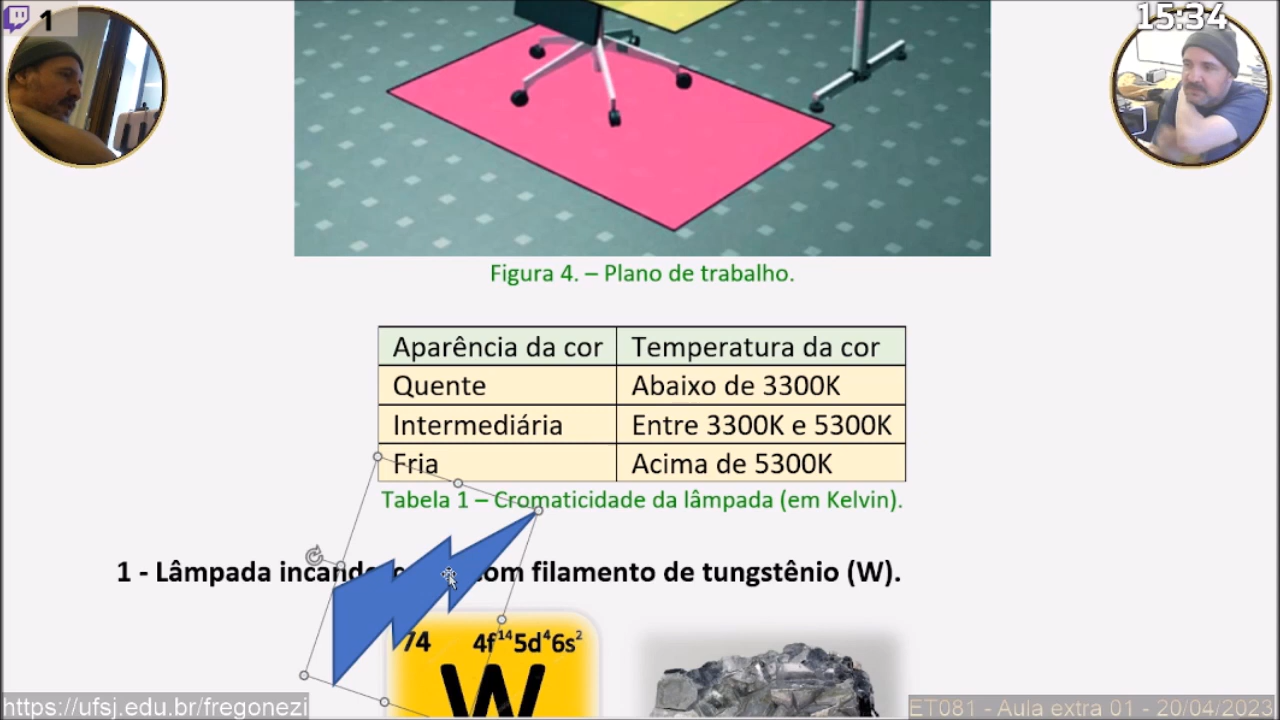 1
15:34
Figura 4. – Plano de trabalho.
Aparência da cor Temperatura da cor
Quente Abaixo de 3300K
Intermediária Entre 3300K e 5300K
Fria Acima de 5300K
Tabela 1 – Cromaticidade da lâmpada (em Kelvin).
1 - Lâmpada com filamento de tungstênio (W).
74 4f¹⁴5d⁴6s²
W
https://ufsj.edu.br/fregonezi
ET081 - Aula extra 01 - 20/04/2023